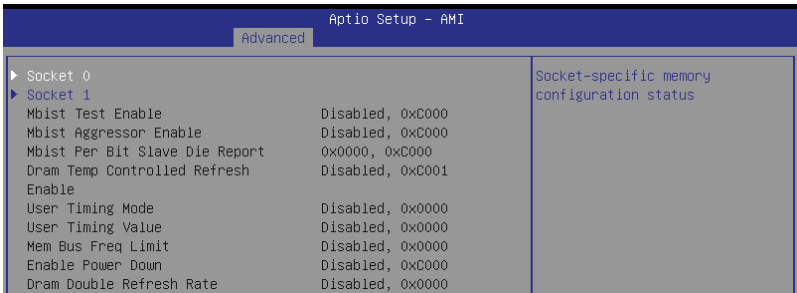 Aptio Setup – AMI
Advanced
Socket 0
Socket-specific memory
Socket 1
configuration status
Mbist Test Enable Disabled, 0xC000
Mbist Aggressor Enable Disabled, 0xC000
Mbist Per Bit Slave Die Report 0x0000, 0xC000
Dram Temp Controlled Refresh Disabled, 0xC001
Enable
User Timing Mode Disabled, 0x0000
User Timing Value Disabled, 0x0000
Mem Bus Freq Limit Disabled, 0x0000
Enable Power Down Disabled, 0xC000
Dram Double Refresh Rate Disabled, 0x0000